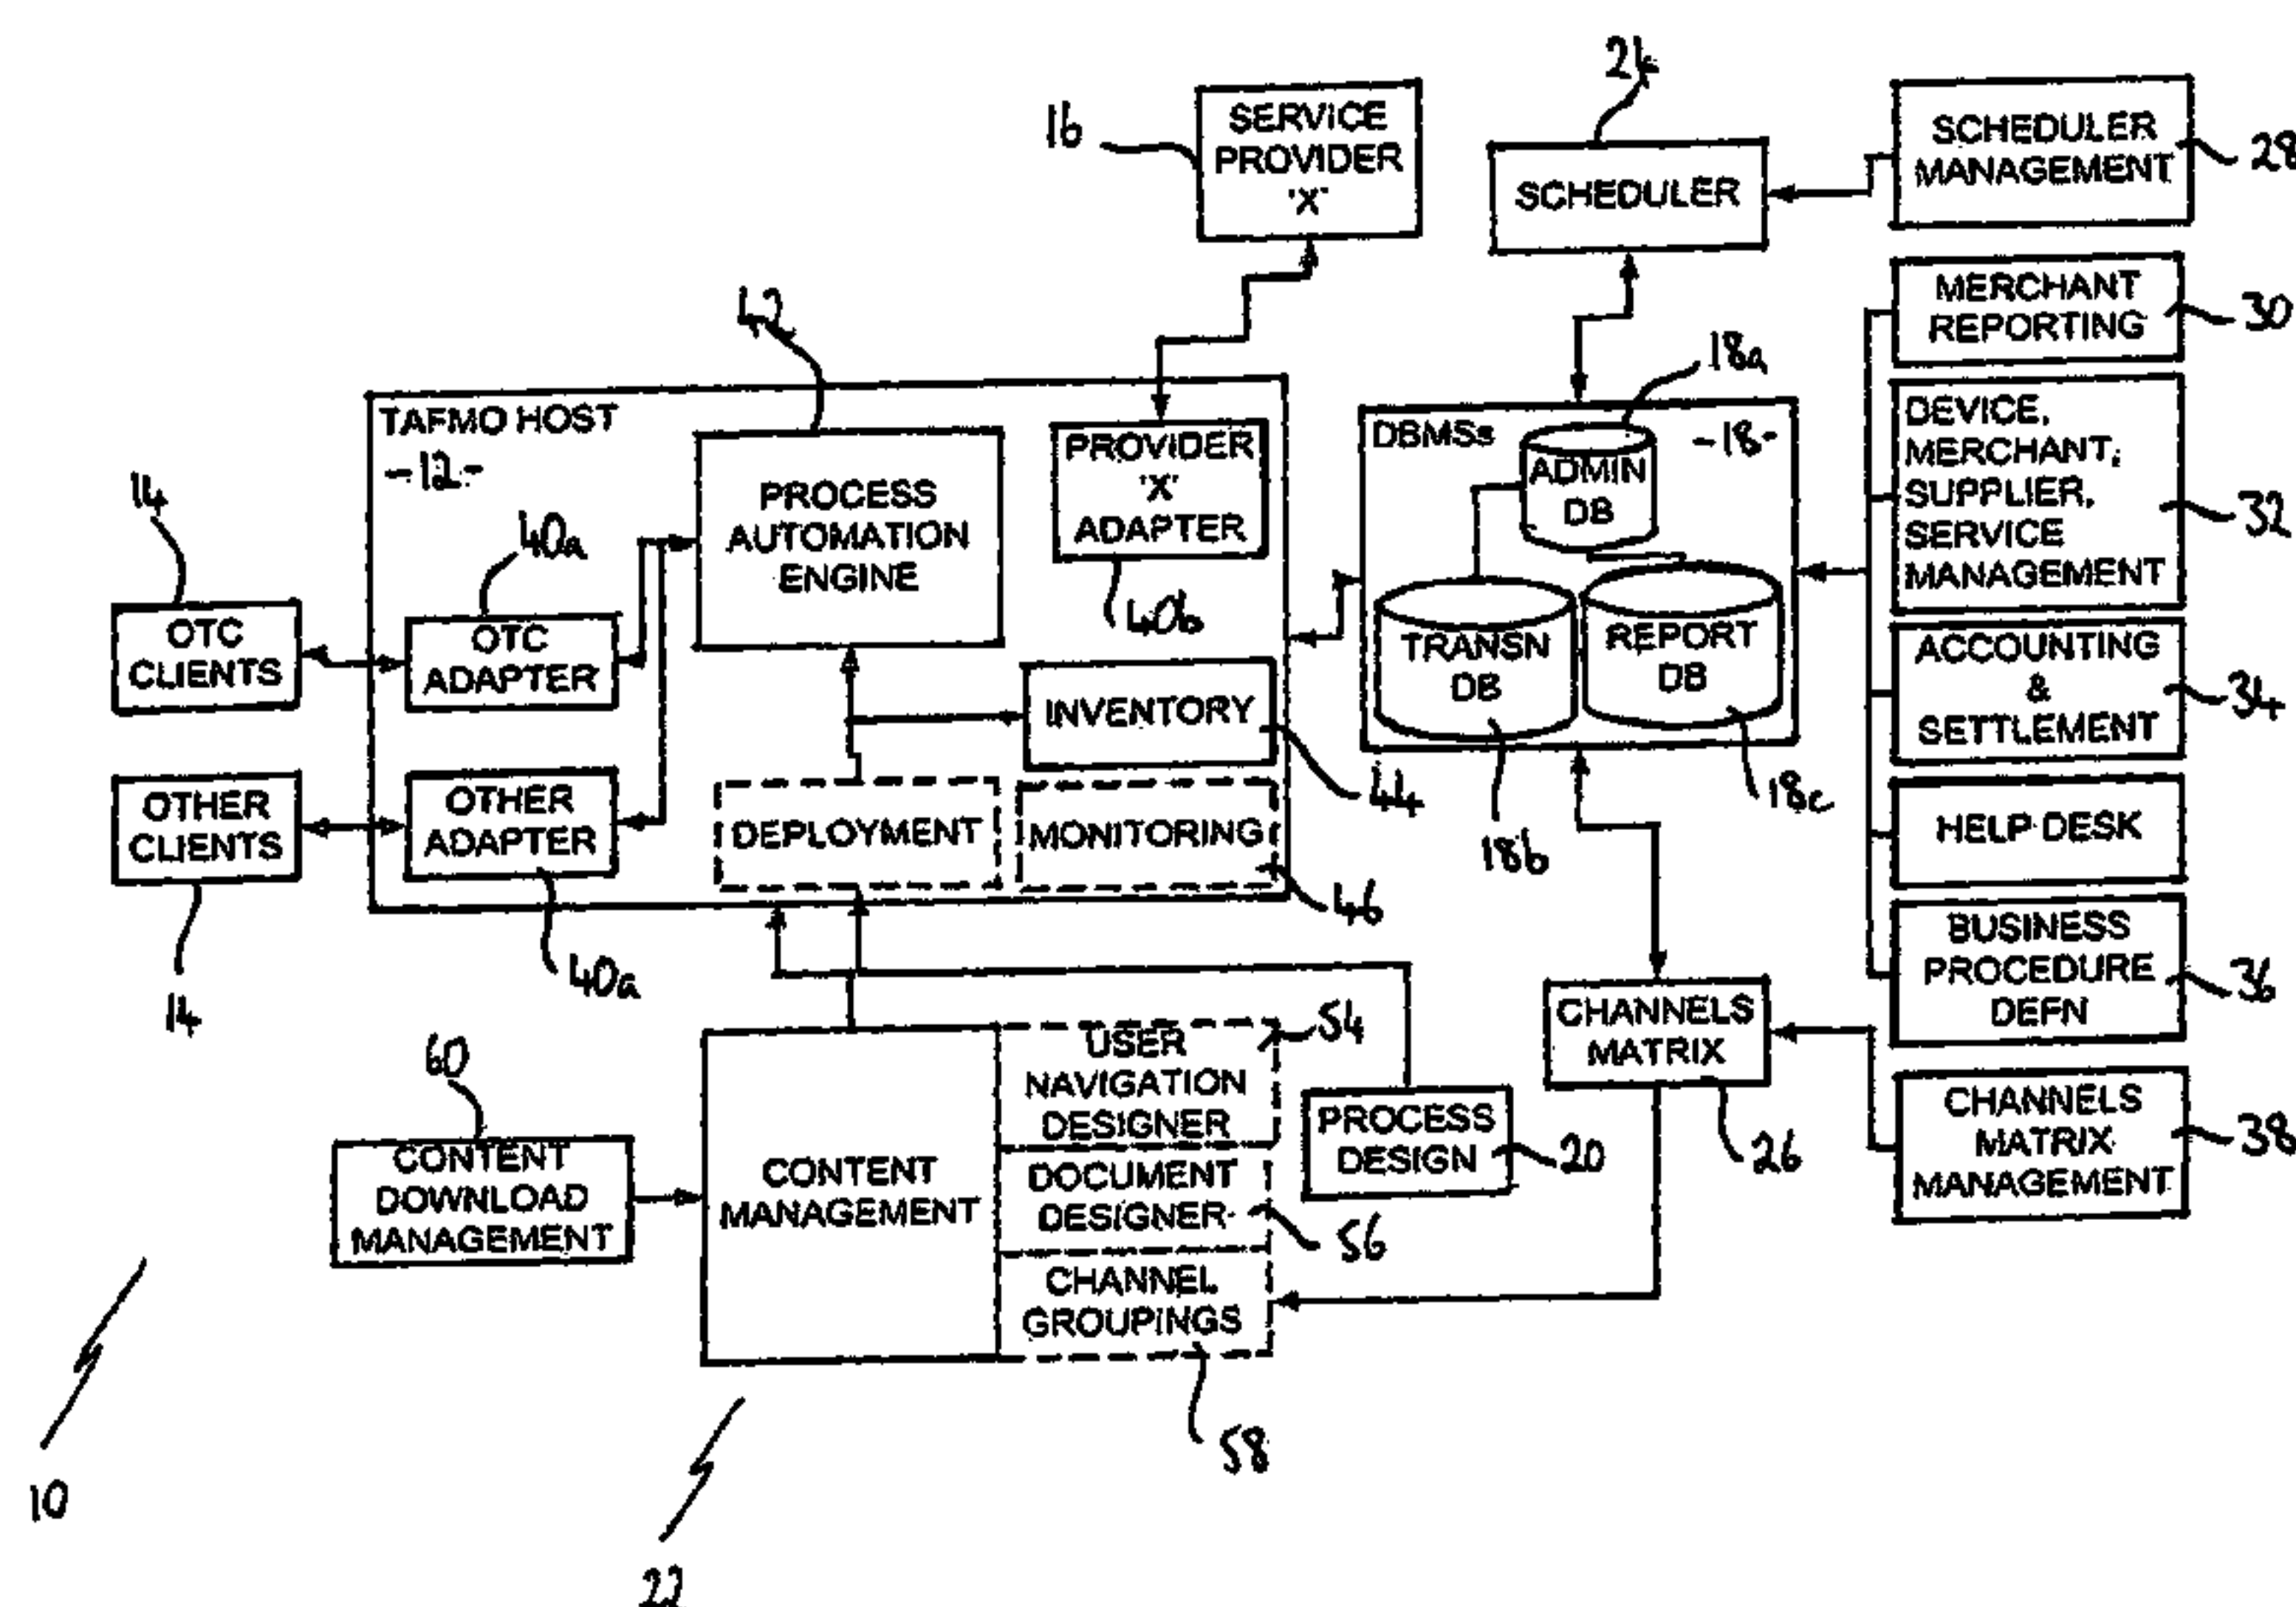 24
16
SERVICE
PROVIDER
'X'
SCHEDULER
SCHEDULER
MANAGEMENT
28
MERCHANT
REPORTING
30
42
18a
TAFMO HOST
-12-
PROCESS
AUTOMATION
ENGINE
PROVIDER
'X'
ADAPTER
40b
DBMSs
-18-
ADMIN
DB
TRANSN
DB
REPORT
DB
18b
18c
DEVICE,
MERCHANT,
SUPPLIER,
SERVICE
MANAGEMENT
32
14
40a
OTC
CLIENTS
OTC
ADAPTER
INVENTORY
44
ACCOUNTING
&
SETTLEMENT
34
OTHER
CLIENTS
14
OTHER
ADAPTER
40a
DEPLOYMENT
MONITORING
46
HELP DESK
BUSINESS
PROCEDURE
DEFN
36
60
CONTENT
DOWNLOAD
MANAGEMENT
CONTENT
MANAGEMENT
USER
NAVIGATION
DESIGNER
54
DOCUMENT
DESIGNER
56
CHANNEL
GROUPINGS
58
PROCESS
DESIGN
20
CHANNELS
MATRIX
26
CHANNELS
MATRIX
MANAGEMENT
38
10
22